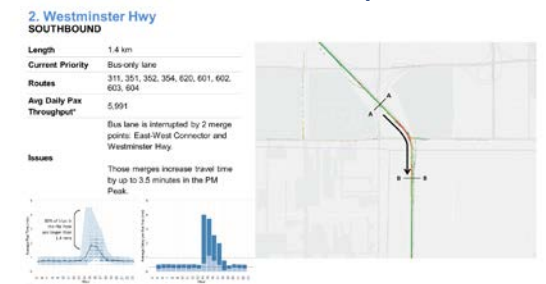 2. Westminster Hwy
SOUTHBOUND
Length 1.4 km
Current Priority Bus-only lane
Routes 311, 351, 352, 354, 620, 601, 602,
603, 604
Avg Daily Pax
Throughput* 5,991
Issues
Bus lane is interrupted by 2 merge
points: East-West Connector and
Westminster Hwy.
Those merges increase travel time
by up to 3.5 minutes in the PM
Peak.
A
A
B B